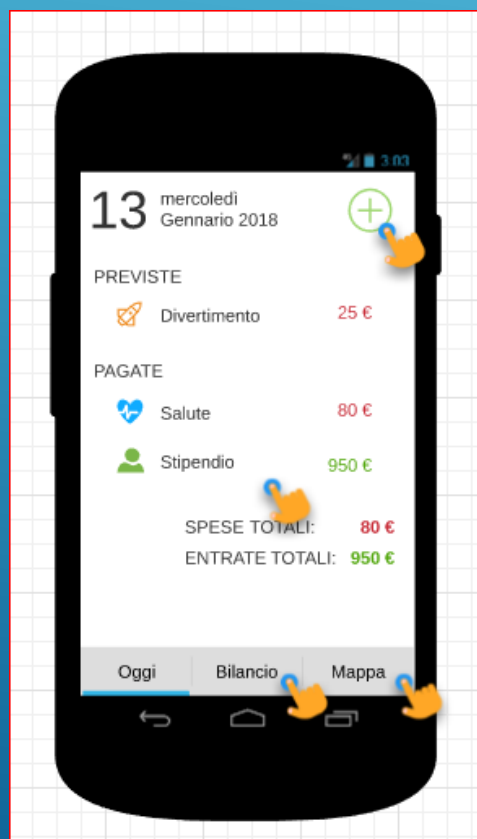 3:03
13 mercoledì
Gennario 2018
PREVISTE
Divertimento 25 €
PAGATE
Salute 80 €
Stipendio 950 €
SPESE TOTALI: 80 €
ENTRATE TOTALI: 950 €
Oggi Bilancio Mappa